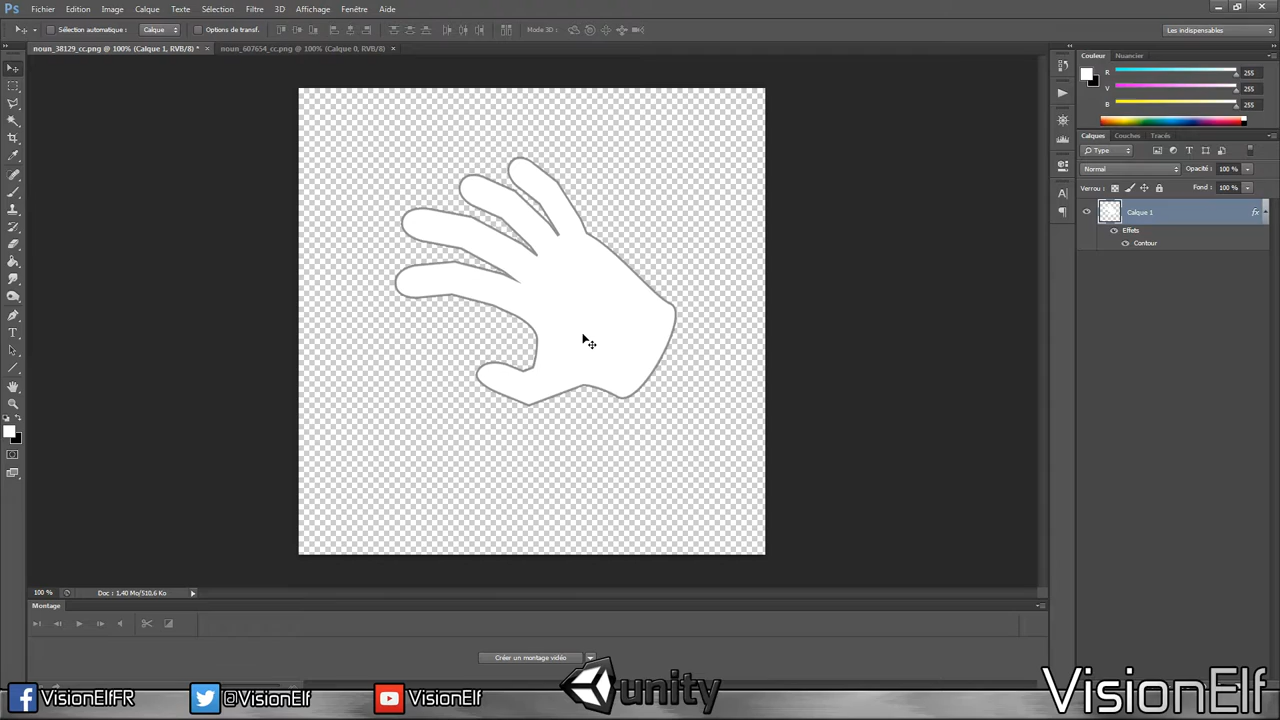 Ps Fichier Edition Image Calque Texte Sélection Filtre 3D Affichage Fenêtre Aide
Sélection automatique : Calque Options de transf. Mode 3D : Les indispensables
noun_38129_cc.png @ 100% (Calque 1, RVB/8) * × noun_607654_cc.png @ 100% (Calque 0, RVB/8) ×
Couleur Nuancier
R 255
V 255
B 255
Calques Couches Tracés
Type
Normal Opacité : 100 %
Verrou : Fond : 100 %
Calque 1 fx
Effets
Contour
100 % Doc : 1,40 Mo/510,6 Ko
Montage
Créer un montage vidéo
VisionElfFR @VisionElf VisionElf unity VisionElf